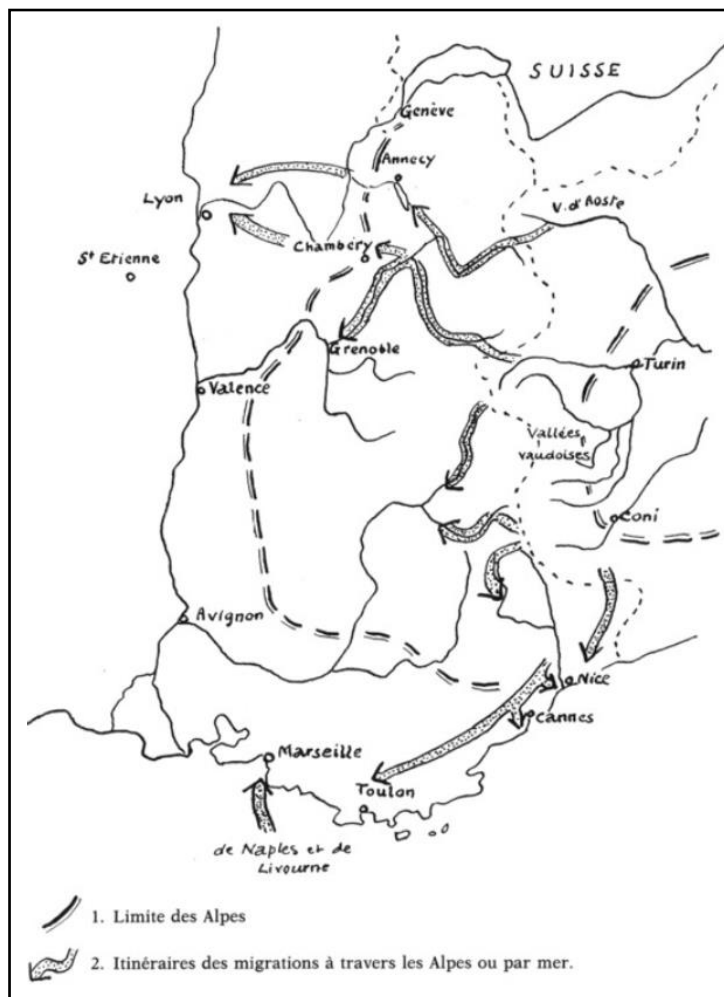 SUISSE
Genève
Annecy
Lyon
V. d'Aoste
Chambéry
St Etienne
Grenoble
Turin
Valence
Vallées
vaudoises
Coni
Avignon
Nice
Cannes
Marseille
Toulon
de Naples et de
Livourne
1. Limite des Alpes
2. Itinéraires des migrations à travers les Alpes ou par mer.